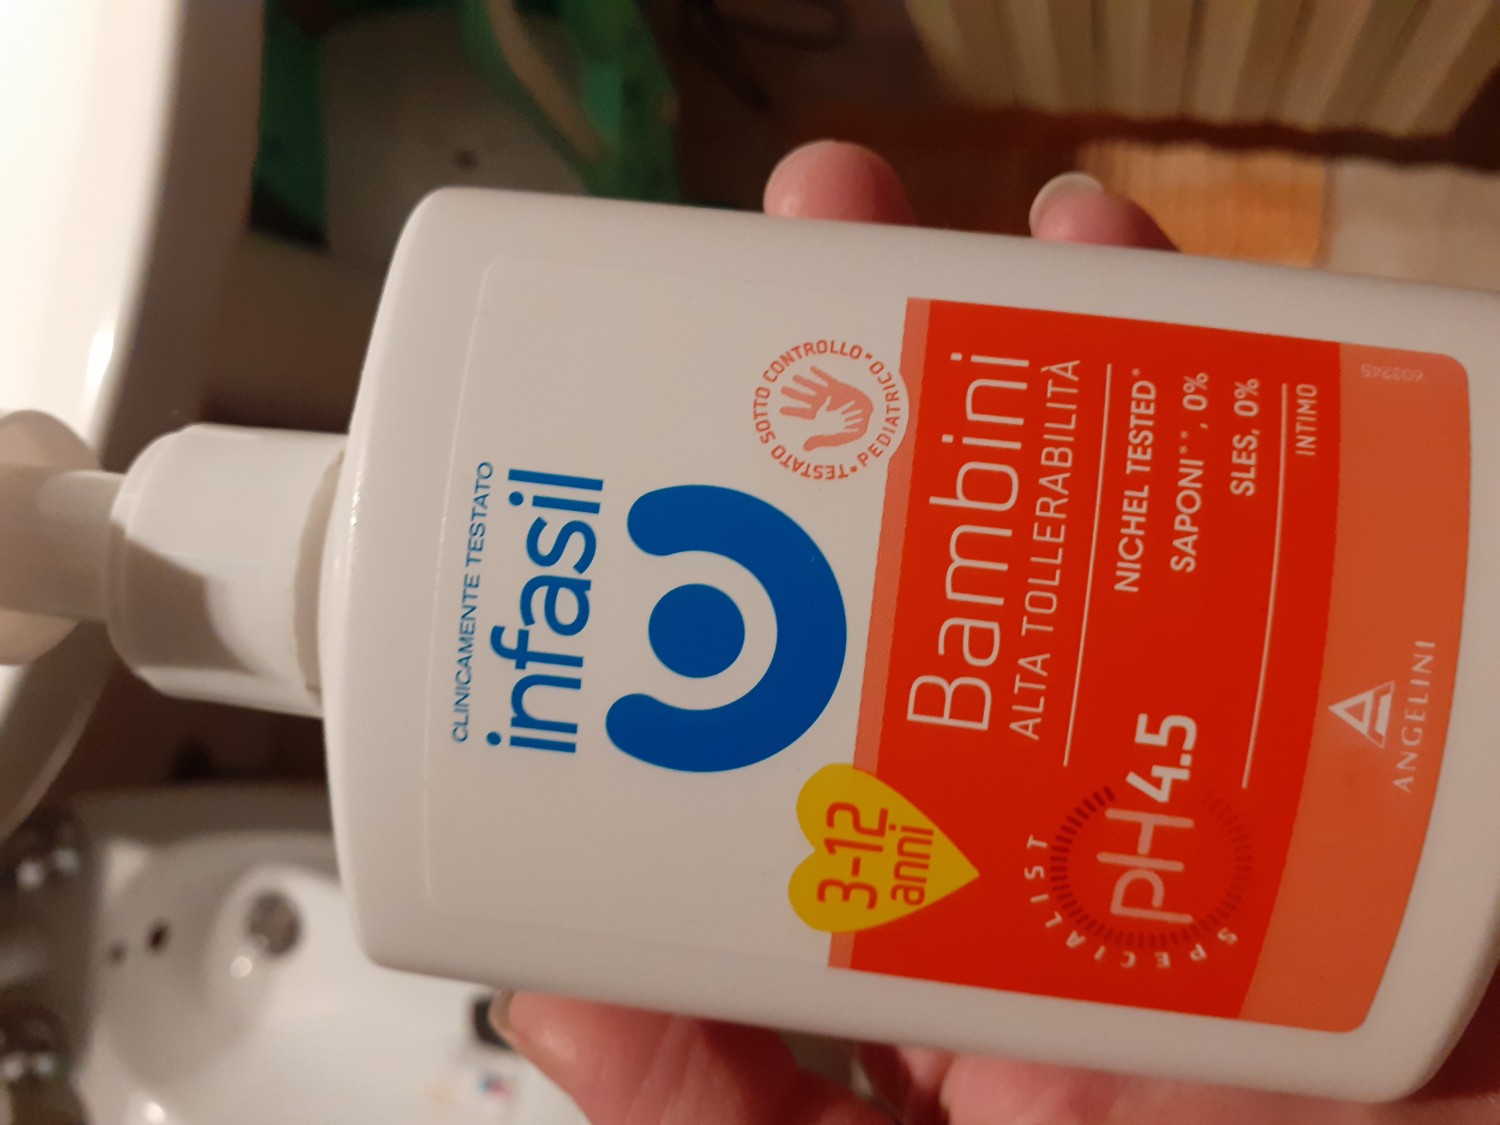 CLINICAMENTE TESTATO
infasil
TESTATO SOTTO CONTROLLO • PEDIATRICO •
3-12
anni
Bambini
ALTA TOLLERABILITÀ
SPECIALIST
pH4.5
NICHEL TESTED*
SAPONI**, 0%
SLES, 0%
INTIMO
ANGELINI
603245